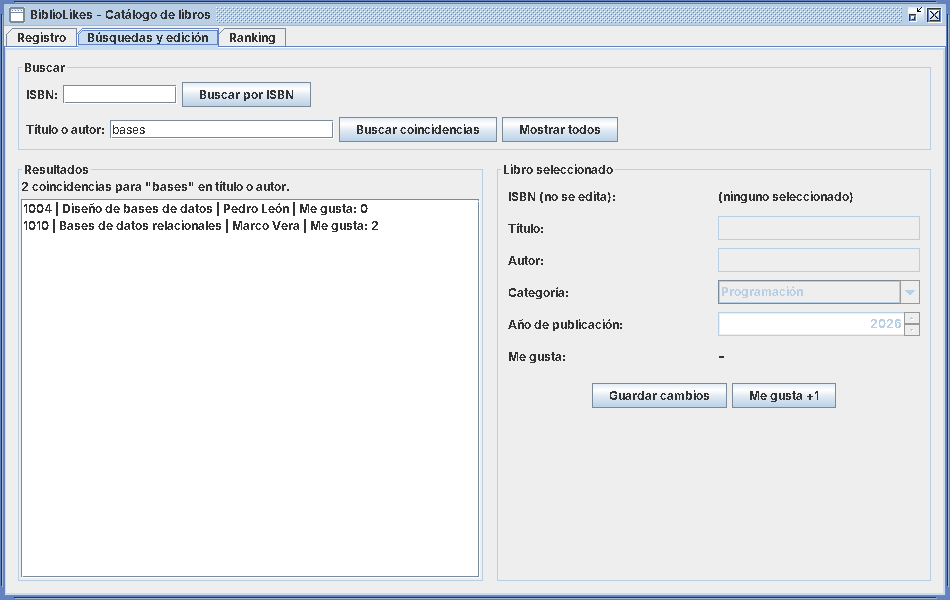 BiblioLikes - Catálogo de libros
Registro Búsquedas y edición Ranking
Buscar
ISBN: Buscar por ISBN
Título o autor: bases Buscar coincidencias Mostrar todos
Resultados
2 coincidencias para "bases" en título o autor.
1004 | Diseño de bases de datos | Pedro León | Me gusta: 0
1010 | Bases de datos relacionales | Marco Vera | Me gusta: 2
Libro seleccionado
ISBN (no se edita): (ninguno seleccionado)
Título:
Autor:
Categoría: Programación
Año de publicación: 2026
Me gusta: -
Guardar cambios Me gusta +1